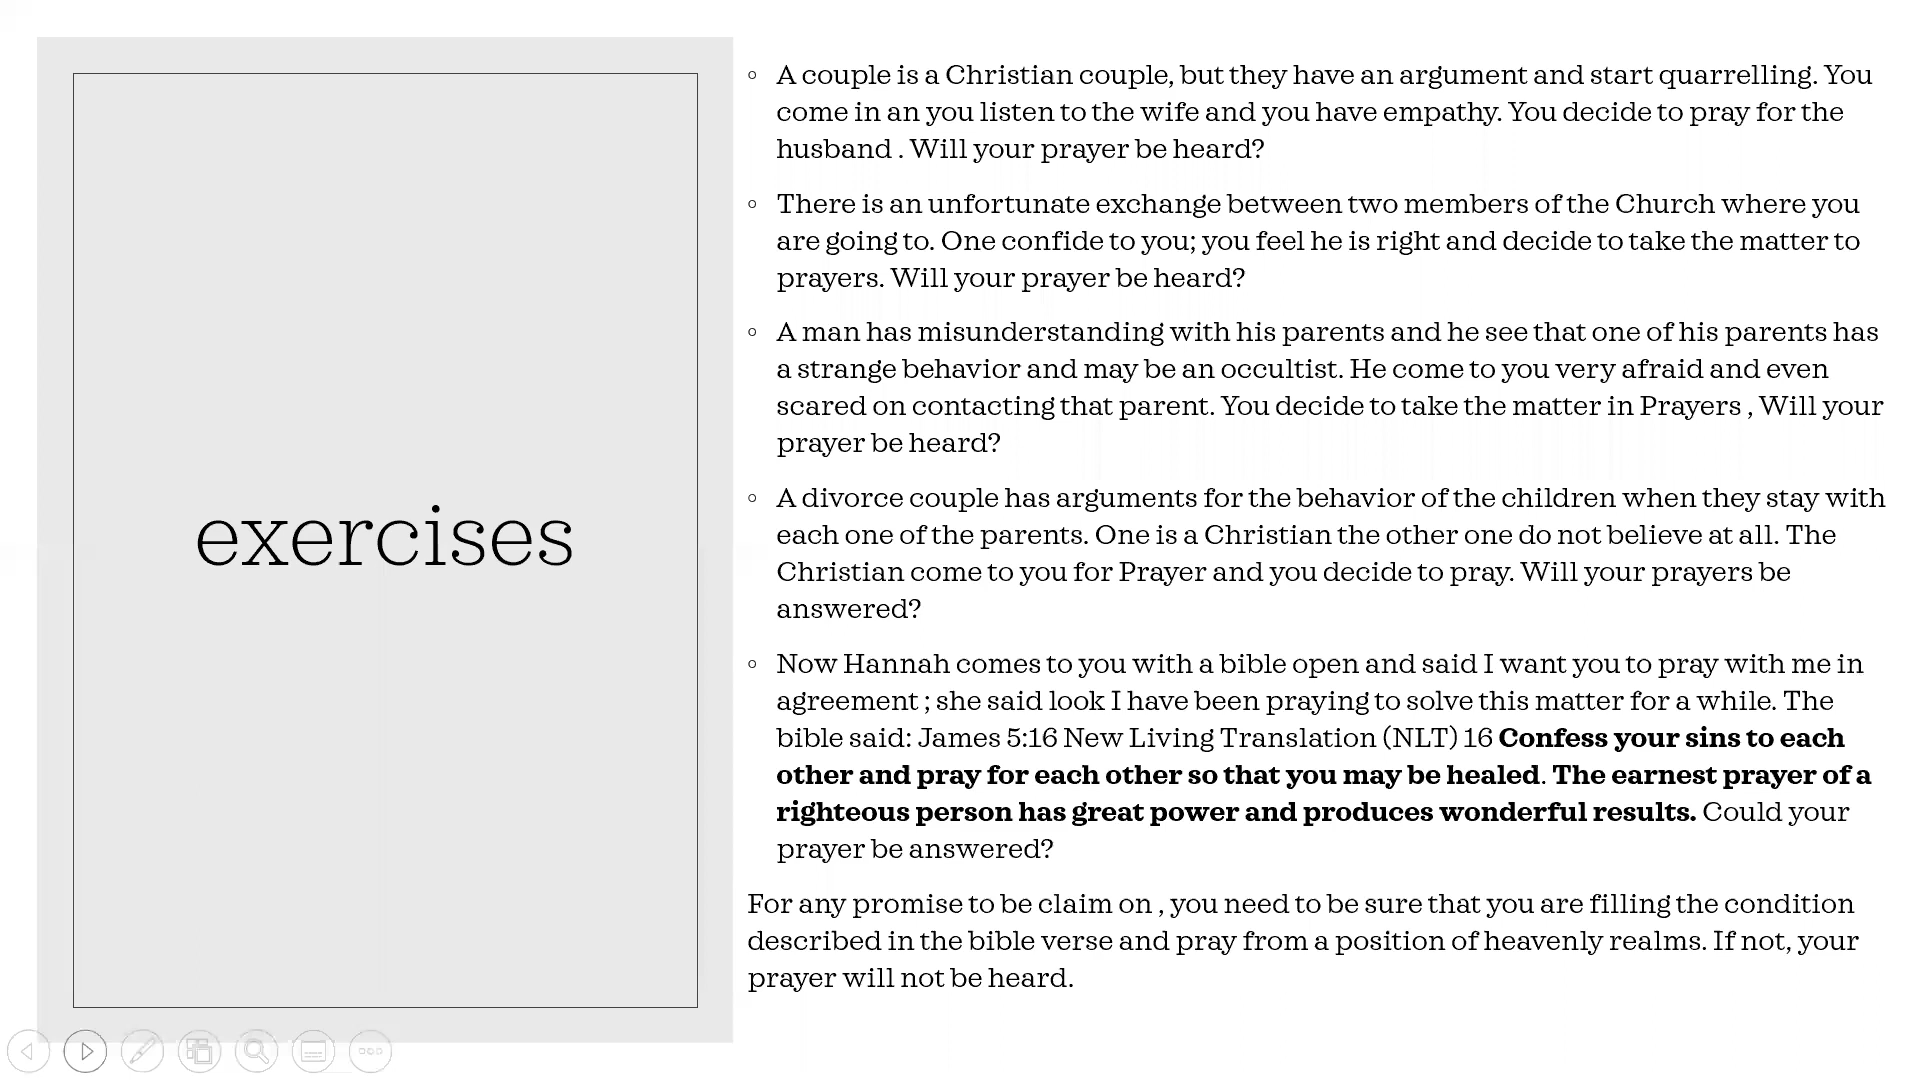 exercises
◦ A couple is a Christian couple, but they have an argument and start quarrelling. You
come in an you listen to the wife and you have empathy. You decide to pray for the
husband . Will your prayer be heard?
◦ There is an unfortunate exchange between two members of the Church where you
are going to. One confide to you; you feel he is right and decide to take the matter to
prayers. Will your prayer be heard?
◦ A man has misunderstanding with his parents and he see that one of his parents has
a strange behavior and may be an occultist. He come to you very afraid and even
scared on contacting that parent. You decide to take the matter in Prayers , Will your
prayer be heard?
◦ A divorce couple has arguments for the behavior of the children when they stay with
each one of the parents. One is a Christian the other one do not believe at all. The
Christian come to you for Prayer and you decide to pray. Will your prayers be
answered?
◦ Now Hannah comes to you with a bible open and said I want you to pray with me in
agreement ; she said look I have been praying to solve this matter for a while. The
bible said: James 5:16 New Living Translation (NLT) 16 Confess your sins to each
other and pray for each other so that you may be healed. The earnest prayer of a
righteous person has great power and produces wonderful results. Could your
prayer be answered?
For any promise to be claim on , you need to be sure that you are filling the condition
described in the bible verse and pray from a position of heavenly realms. If not, your
prayer will not be heard.